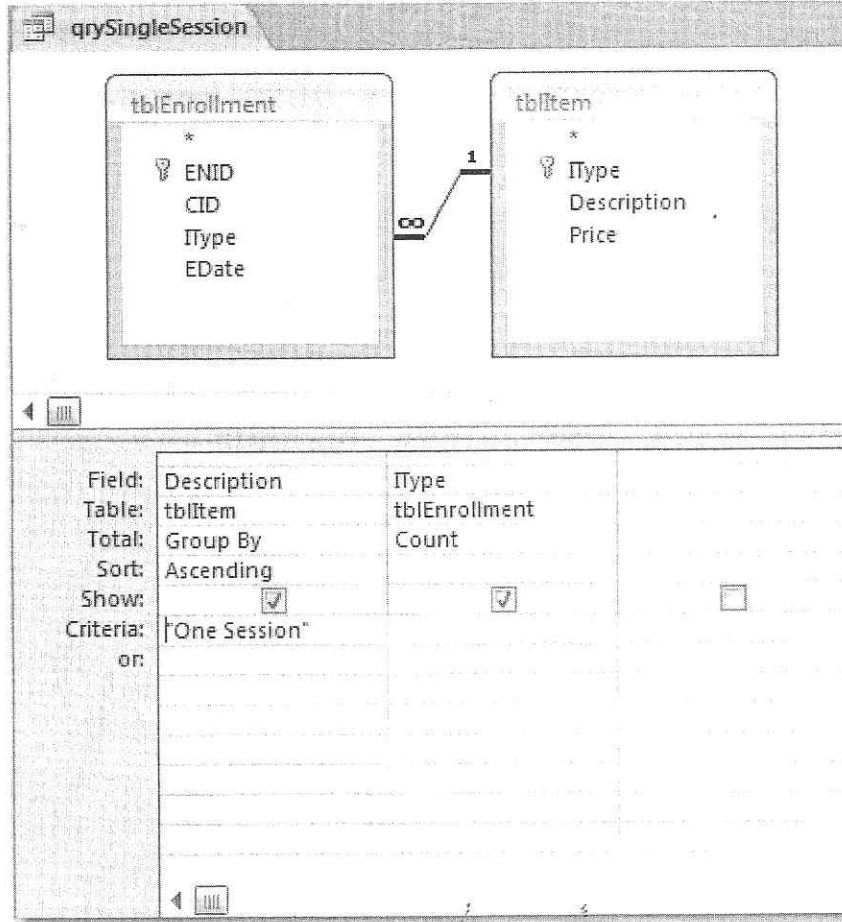 qrySingleSession
tblEnrollment
*
ENID
CID
IType
EDate
∞
1
tblItem
*
IType
Description
Price
Field: Description IType
Table: tblItem tblEnrollment
Total: Group By Count
Sort: Ascending
Show:
Criteria: "One Session"
or: